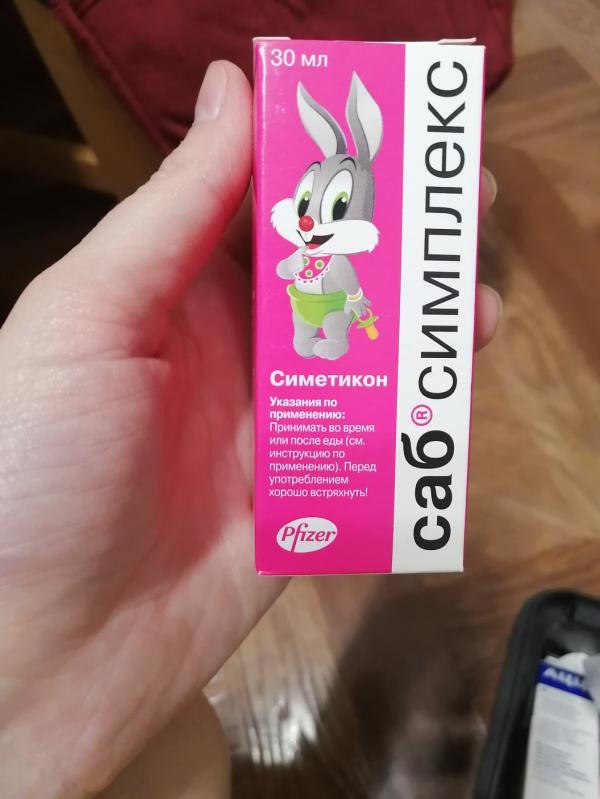 30 мл
саб®симплекс
Симетикон
Указания по
применению:
Принимать во время
или после еды (см.
инструкцию по
применению). Перед
употреблением
хорошо встряхнуть!
Pfizer